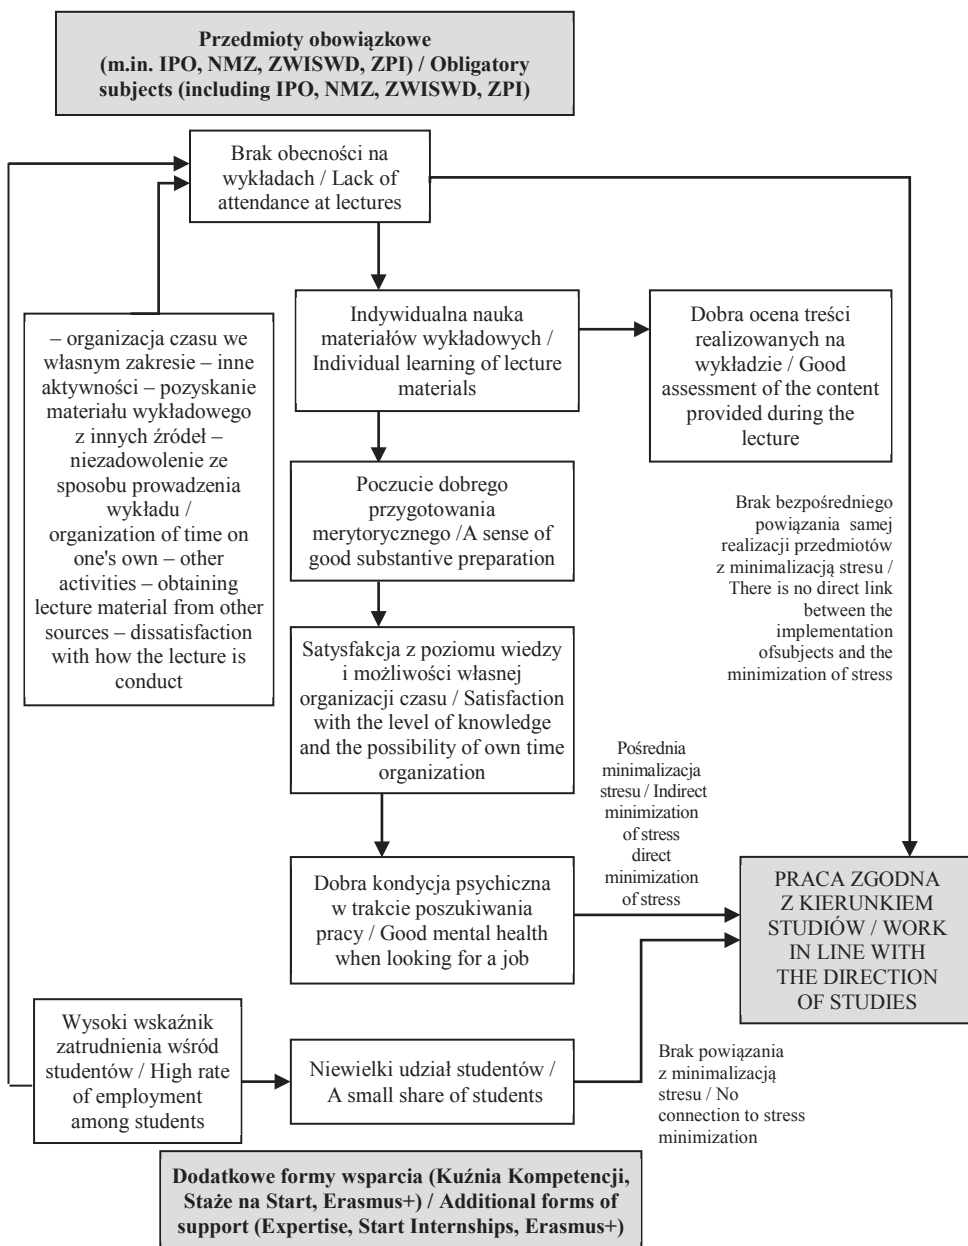 Przedmioty obowiązkowe
(m.in. IPO, NMZ, ZWISWD, ZPI) / Obligatory
subjects (including IPO, NMZ, ZWISWD, ZPI)
Brak obecności na
wykładach / Lack of
attendance at lectures
Indywidualna nauka
materiałów wykładowych /
Individual learning of lecture
materials
Dobra ocena treści
realizowanych na
wykładzie / Good
assessment of the content
provided during the
lecture
– organizacja czasu we
własnym zakresie – inne
aktywności – pozyskanie
materiału wykładowego
z innych źródeł –
niezadowolenie ze
sposobu prowadzenia
wykładu /
organization of time on
one's own – other
activities – obtaining
lecture material from other
sources – dissatisfaction
with how the lecture is
conduct
Poczucie dobrego
przygotowania
merytorycznego /A sense of
good substantive preparation
Brak bezpośredniego
powiązania samej
realizacji przedmiotów
z minimalizacją stresu /
There is no direct link
between the
implementation
ofsubjects and the
minimization of stress
Satysfakcja z poziomu wiedzy
i możliwości własnej
organizacji czasu / Satisfaction
with the level of knowledge
and the possibility of own time
organization
Pośrednia
minimalizacja
stresu / Indirect
minimization
of stress
direct
minimization
of stress
Dobra kondycja psychiczna
w trakcie poszukiwania
pracy / Good mental health
when looking for a job
PRACA ZGODNA
Z KIERUNKIEM
STUDIÓW / WORK
IN LINE WITH
THE DIRECTION
OF STUDIES
Wysoki wskaźnik
zatrudnienia wśród
studentów / High rate
of employment
among students
Niewielki udział studentów /
A small share of students
Brak powiązania
z minimalizacją
stresu / No
connection to stress
minimization
Dodatkowe formy wsparcia (Kuźnia Kompetencji,
Staże na Start, Erasmus+) / Additional forms of
support (Expertise, Start Internships, Erasmus+)